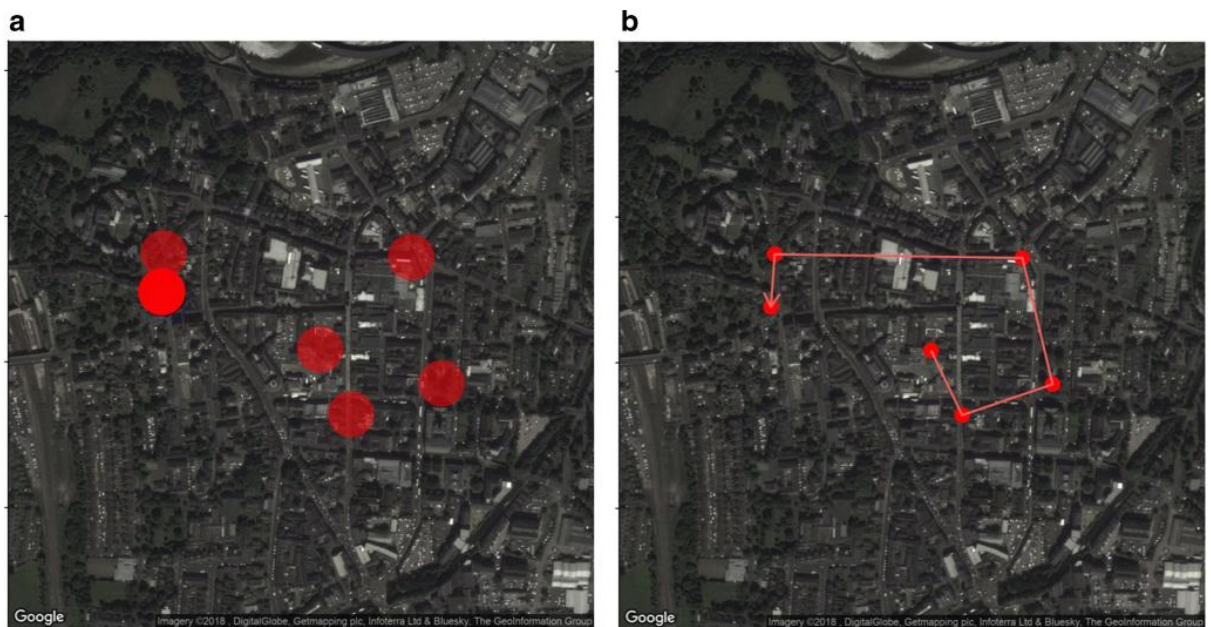 a
b
Google
Imagery ©2018 , DigitalGlobe, Getmapping plc, Infoterra Ltd & Bluesky, The GeoInformation Group
Google
Imagery ©2018 , DigitalGlobe, Getmapping plc, Infoterra Ltd & Bluesky, The GeoInformation Group